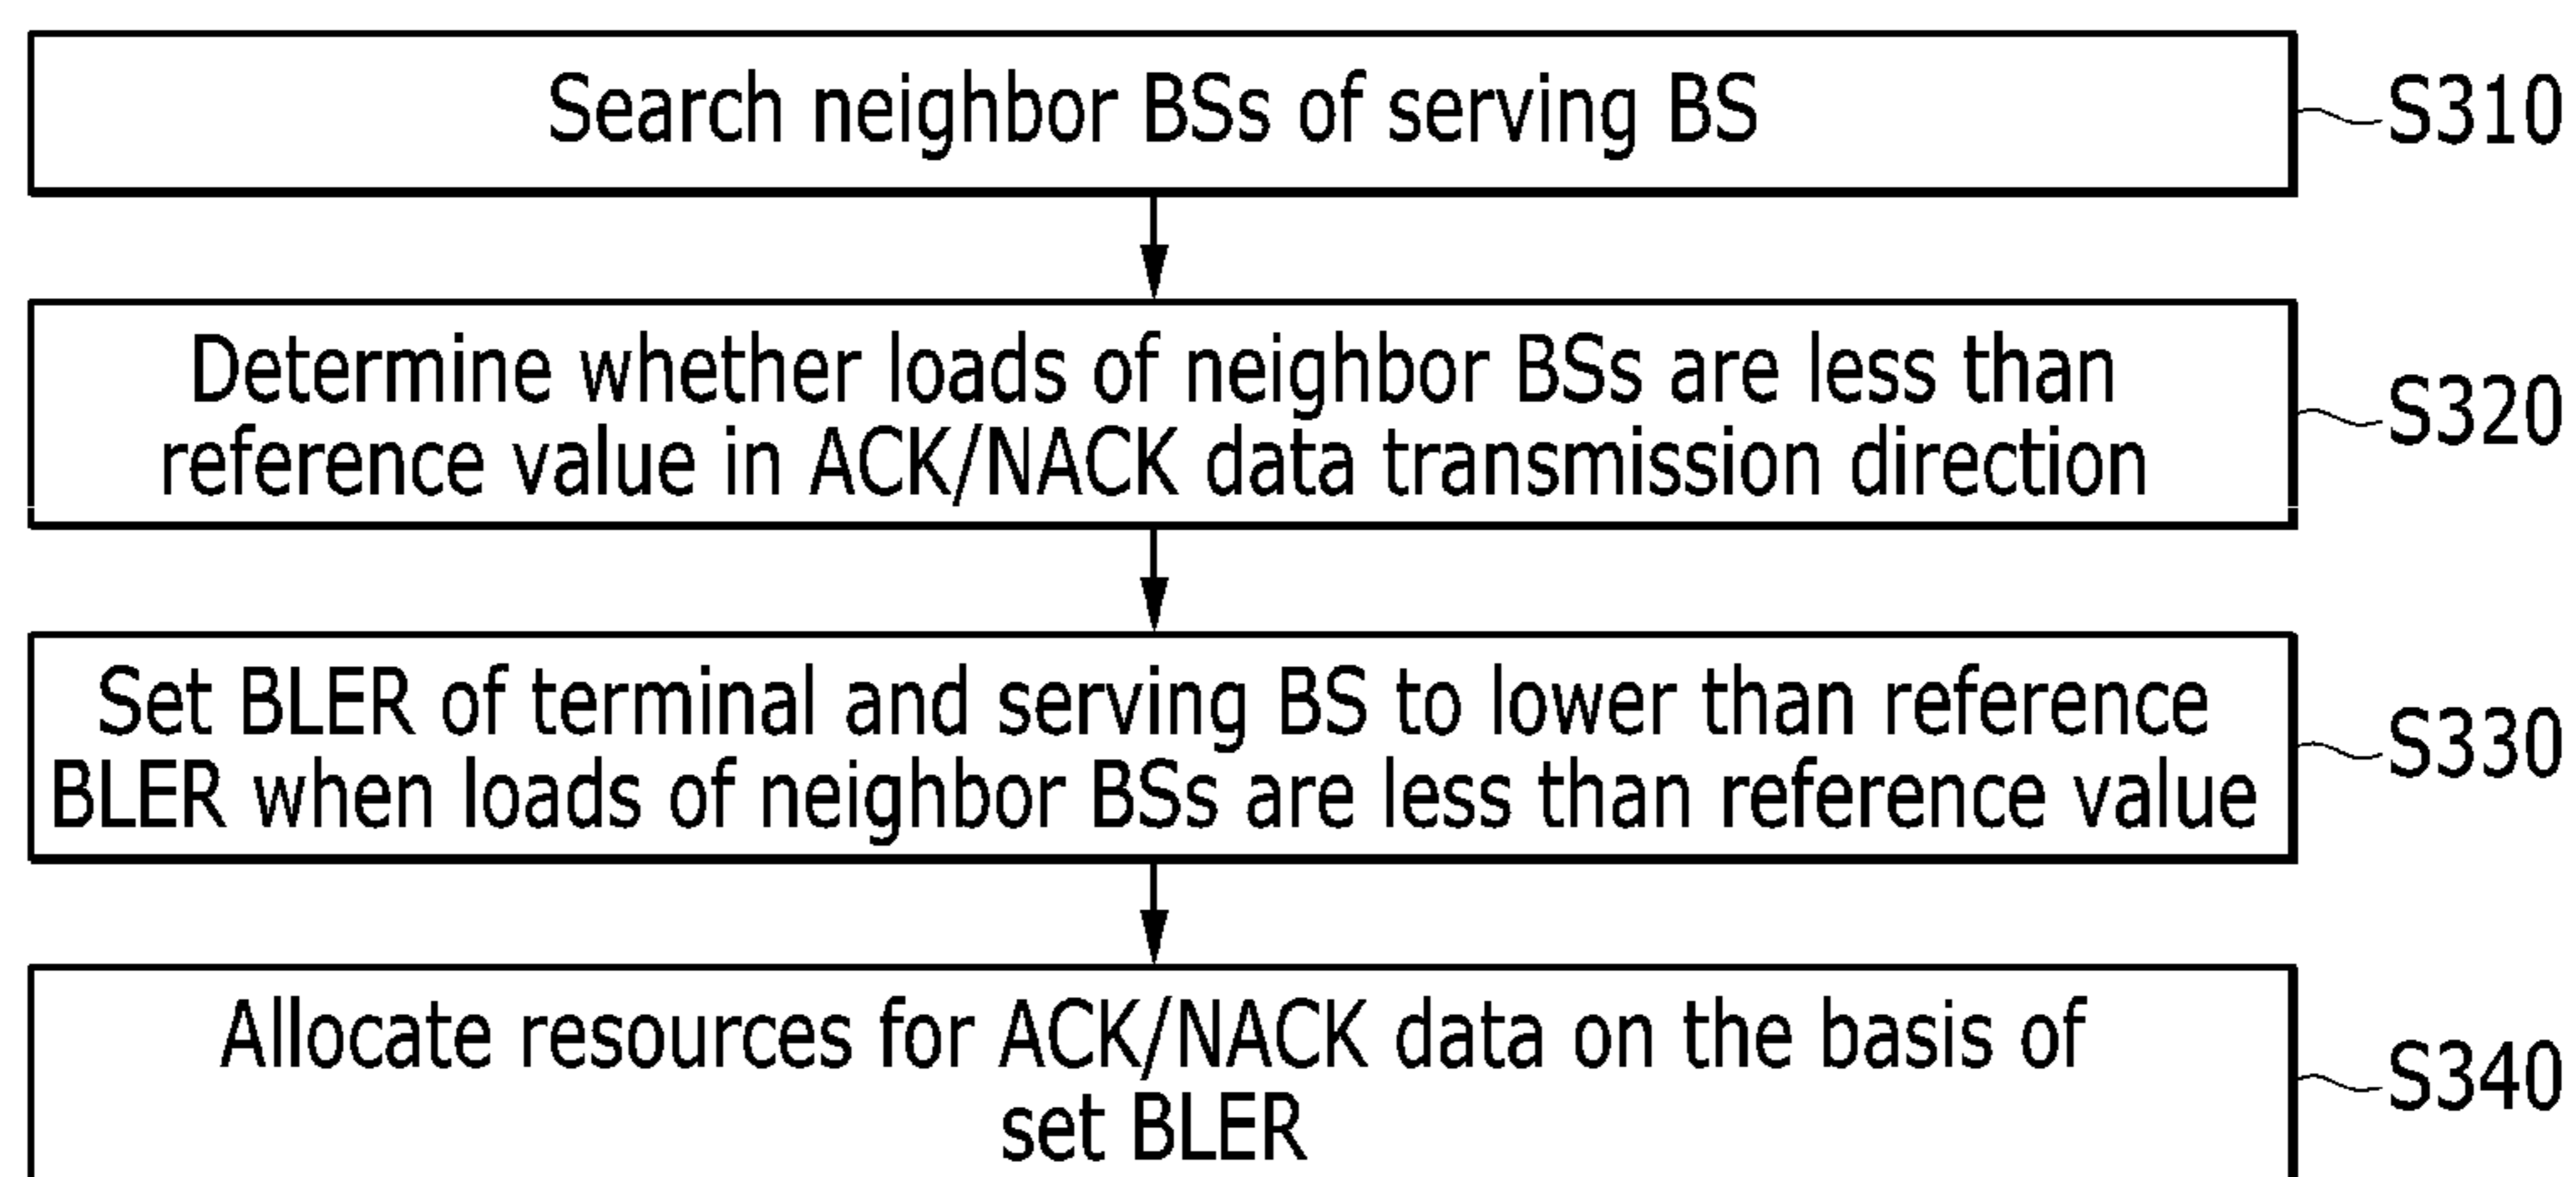 Search neighbor BSs of serving BS
S310
Determine whether loads of neighbor BSs are less than
reference value in ACK/NACK data transmission direction
S320
Set BLER of terminal and serving BS to lower than reference
BLER when loads of neighbor BSs are less than reference value
S330
Allocate resources for ACK/NACK data on the basis of
set BLER
S340